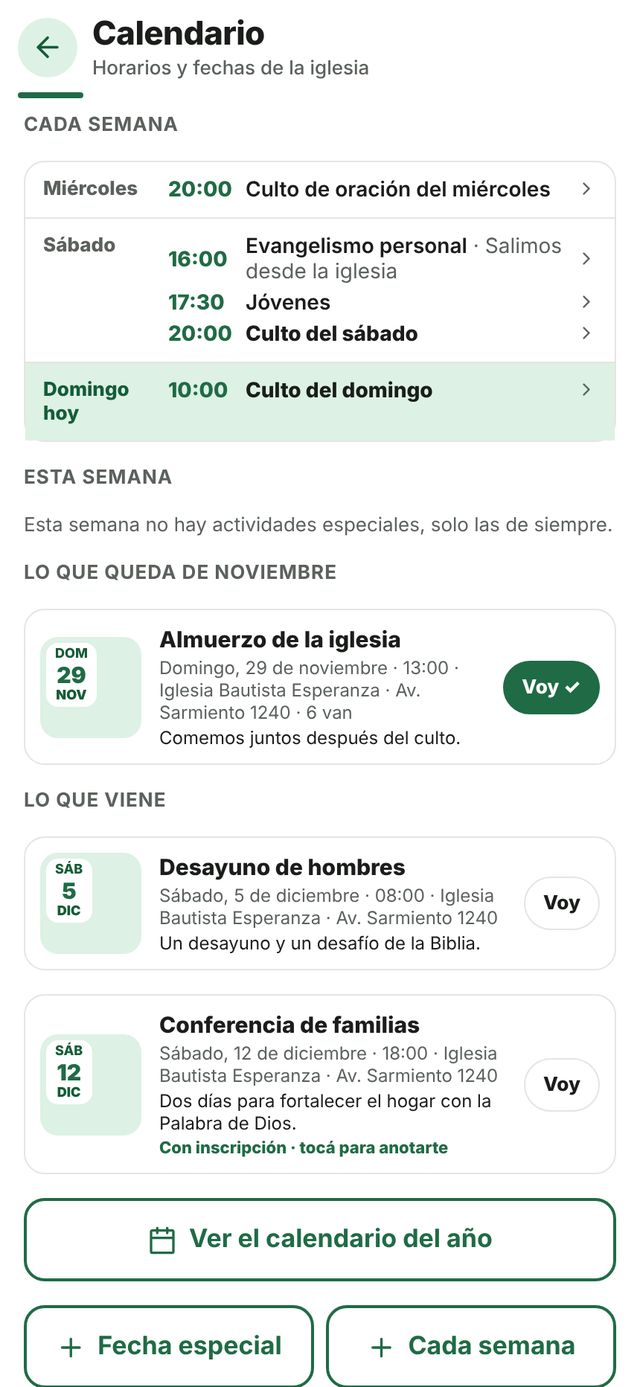 Calendario
Horarios y fechas de la iglesia
CADA SEMANA
Miércoles 20:00 Culto de oración del miércoles
Sábado
16:00 Evangelismo personal · Salimos
desde la iglesia
17:30 Jóvenes
20:00 Culto del sábado
Domingo 10:00 Culto del domingo
hoy
ESTA SEMANA
Esta semana no hay actividades especiales, solo las de siempre.
LO QUE QUEDA DE NOVIEMBRE
DOM
29
NOV
Almuerzo de la iglesia
Domingo, 29 de noviembre · 13:00 ·
Iglesia Bautista Esperanza · Av.
Sarmiento 1240 · 6 van
Comemos juntos después del culto.
Voy ✓
LO QUE VIENE
SÁB
5
DIC
Desayuno de hombres
Sábado, 5 de diciembre · 08:00 · Iglesia
Bautista Esperanza · Av. Sarmiento 1240
Un desayuno y un desafío de la Biblia.
Voy
SÁB
12
DIC
Conferencia de familias
Sábado, 12 de diciembre · 18:00 · Iglesia
Bautista Esperanza · Av. Sarmiento 1240
Dos días para fortalecer el hogar con la
Palabra de Dios.
Con inscripción · tocá para anotarte
Voy
Ver el calendario del año
+ Fecha especial
+ Cada semana